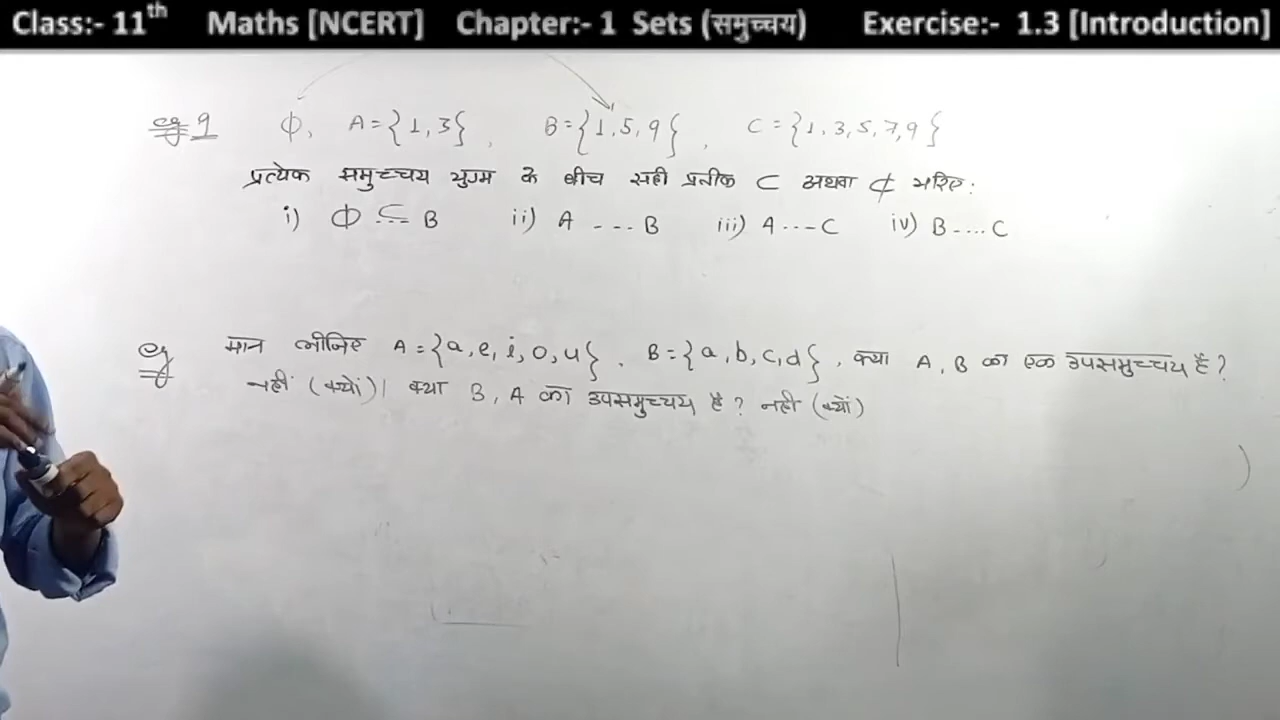 Class:- 11th Maths [NCERT] Chapter:- 1 Sets (समुच्चय) Exercise:- 1.3 [Introduction]
eg 9 ϕ, A={1,3}, B={1,5,9}, C={1,3,5,7,9}
प्रत्येक समुच्चय युग्म के बीच सही प्रतीक ⊂ अथवा ⊄ भरिए:
i) ϕ ⊂ B ii) A --- B iii) A ---- C iv) B ---- C
eg मान लीजिए A={a,e,i,o,u}. B={a,b,c,d}, क्या A, B का एक उपसमुच्चय है?
नहीं (क्यों)। क्या B, A का उपसमुच्चय है? नही (क्यों)